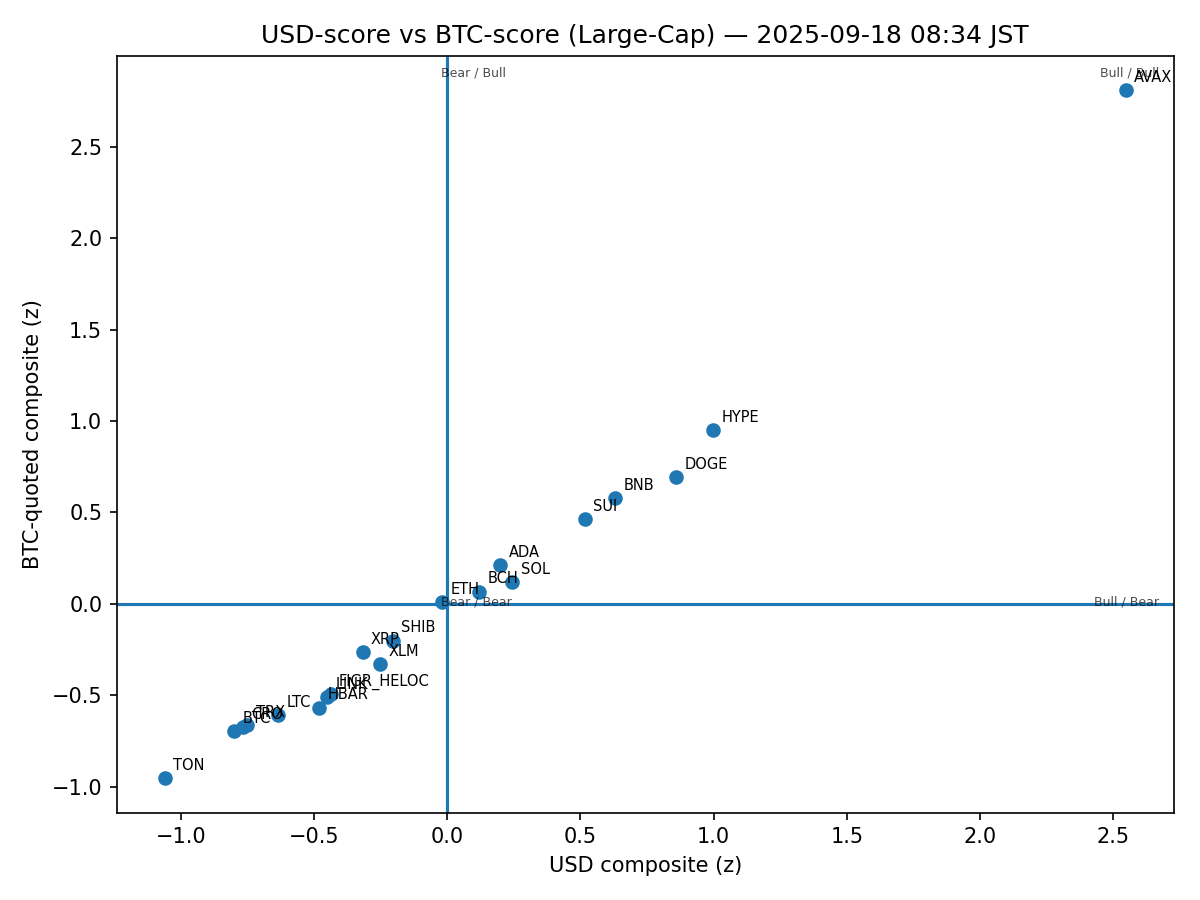 USD-score vs BTC-score (Large-Cap) — 2025-09-18 08:34 JST
Bear / Bull
Bull / Bull
AVAX
2.5
2.0
1.5
1.0
0.5
0.0
−0.5
−1.0
BTC-quoted composite (z)
HYPE
DOGE
BNB
SUI
ADA
SOL
BCH
ETH
Bear / Bear
Bull / Bear
SHIB
XRP
XLM
FIGR_HELOC
LINK
HBAR
LTC
TRX
CRO
BTC
TON
−1.0
−0.5
0.0
0.5
1.0
1.5
2.0
2.5
USD composite (z)